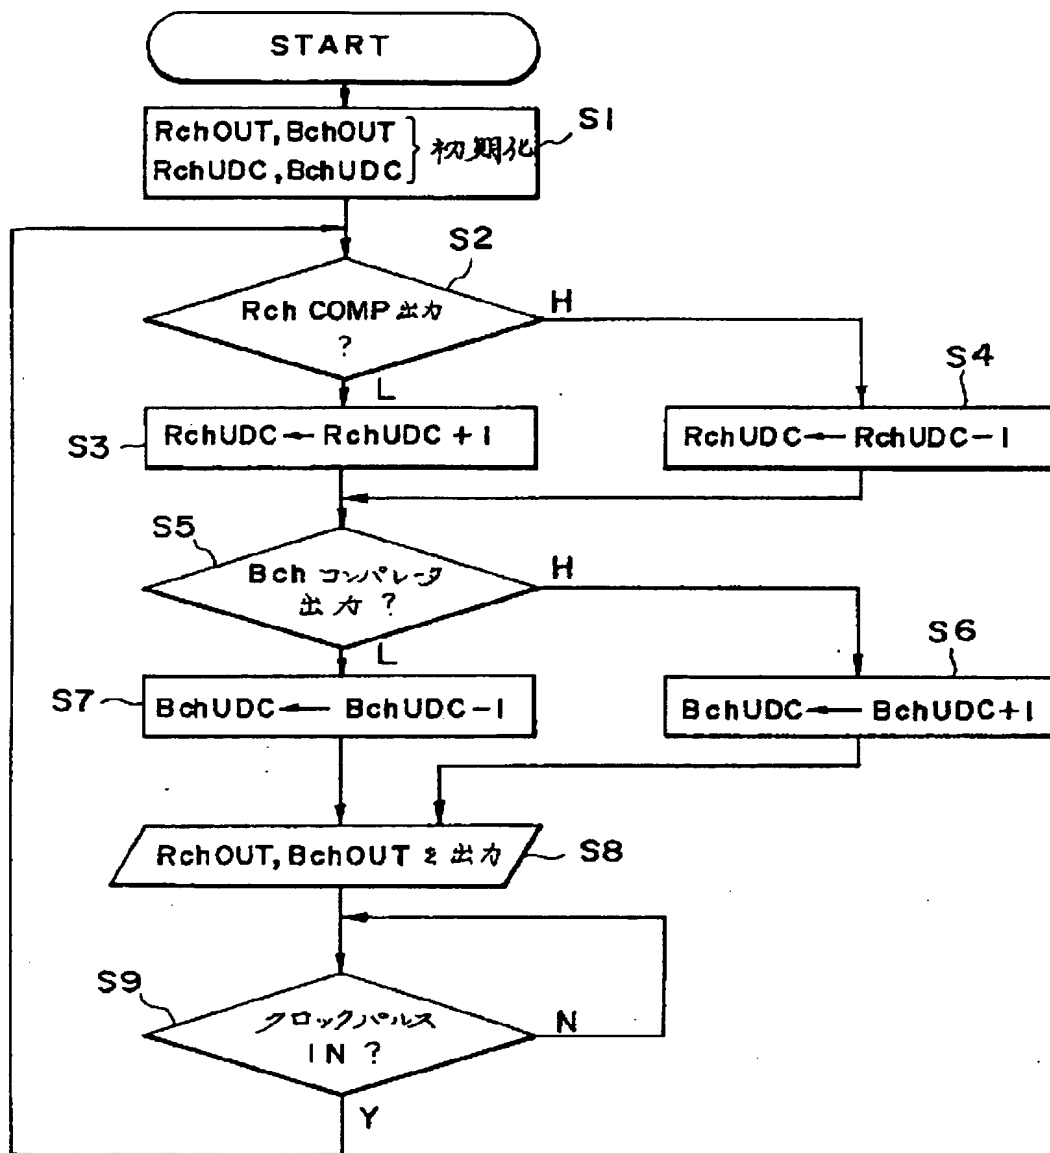 START
RchOUT, BchOUT
RchUDC, BchUDC
初期化
S1
S2
Rch COMP 出力
?
H
L
S3
RchUDC ← RchUDC + 1
S4
RchUDC ← RchUDC - 1
S5
Bch コンパレータ
出力 ?
H
L
S7
BchUDC ← BchUDC - 1
S6
BchUDC ← BchUDC + 1
RchOUT, BchOUT を 出力
S8
S9
クロックパルス
IN ?
N
Y